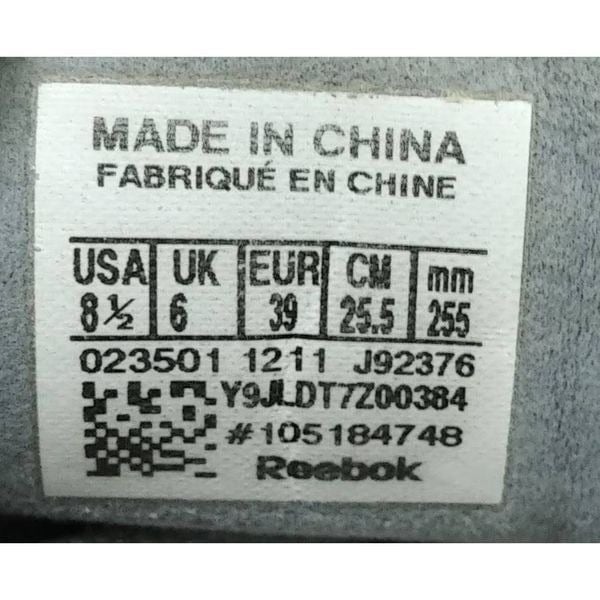 MADE IN CHINA
FABRIQUÉ EN CHINE
USA UK EUR CM mm
8½ 6 39 25.5 255
023501 1211 J92376
Y9JLDT7Z00384
#105184748
Reebok